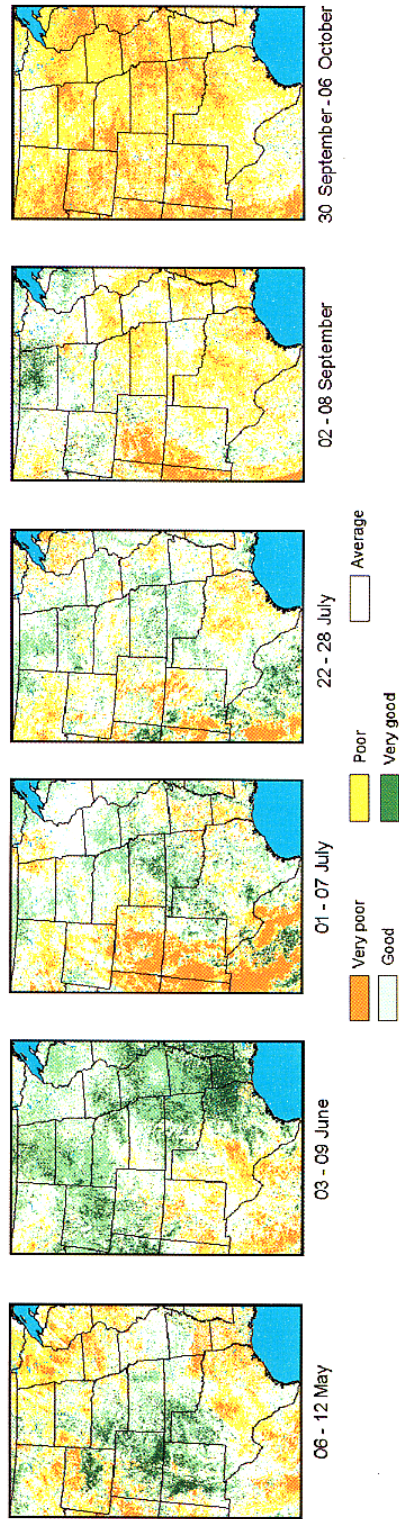 06 - 12 May
03 - 09 June
01 - 07 July
22 - 28 July
02 - 08 September
30 September - 06 October
Very poor
Poor
Average
Good
Very good